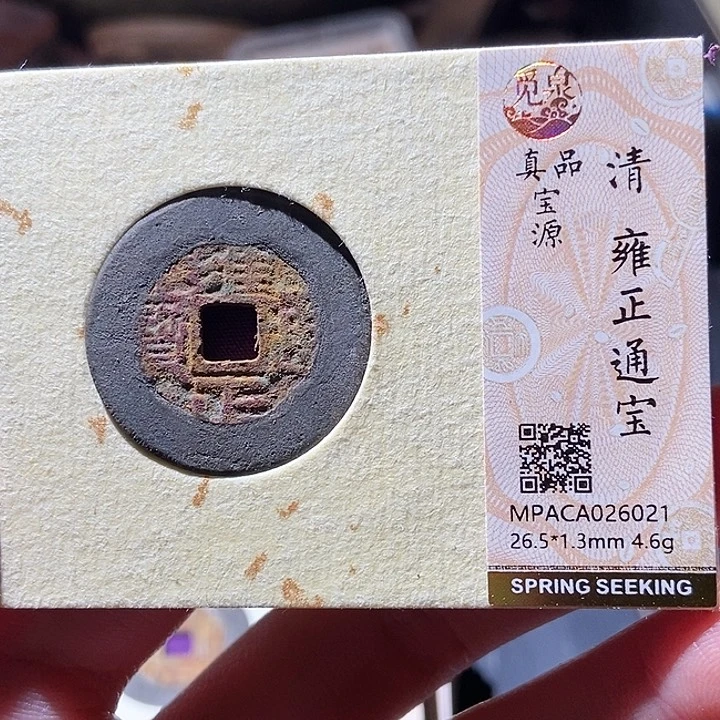 觅泉
清 雍正通宝
真品
宝源
MPACA026021
26.5*1.3mm 4.6g
SPRING SEEKING